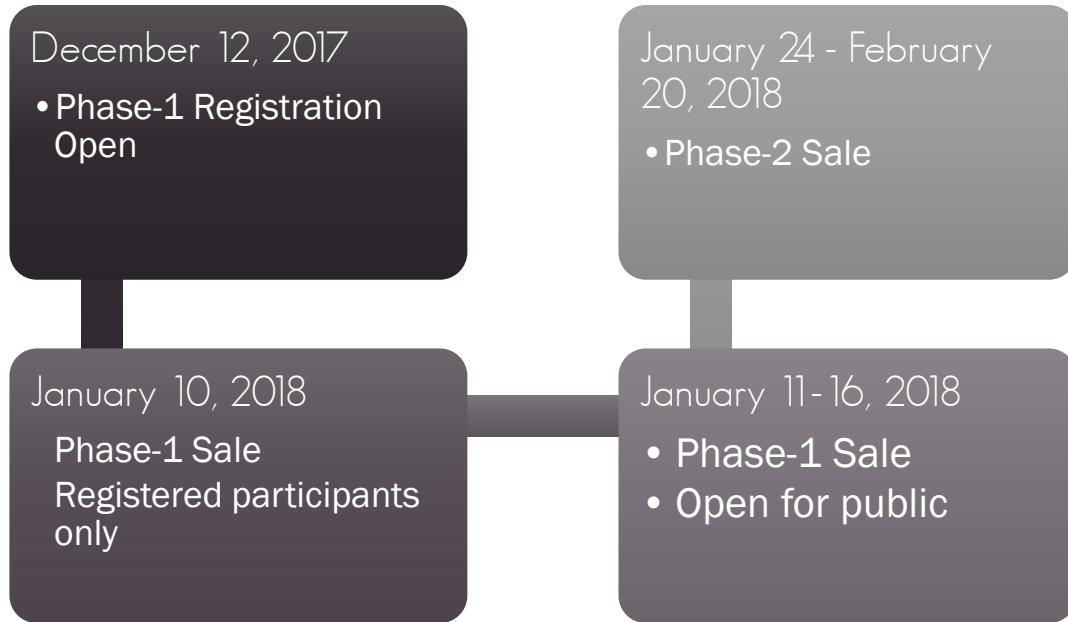 December 12, 2017
• Phase-1 Registration
Open
January 10, 2018
Phase-1 Sale
Registered participants
only
January 11-16, 2018
• Phase-1 Sale
• Open for public
January 24 - February
20, 2018
• Phase-2 Sale